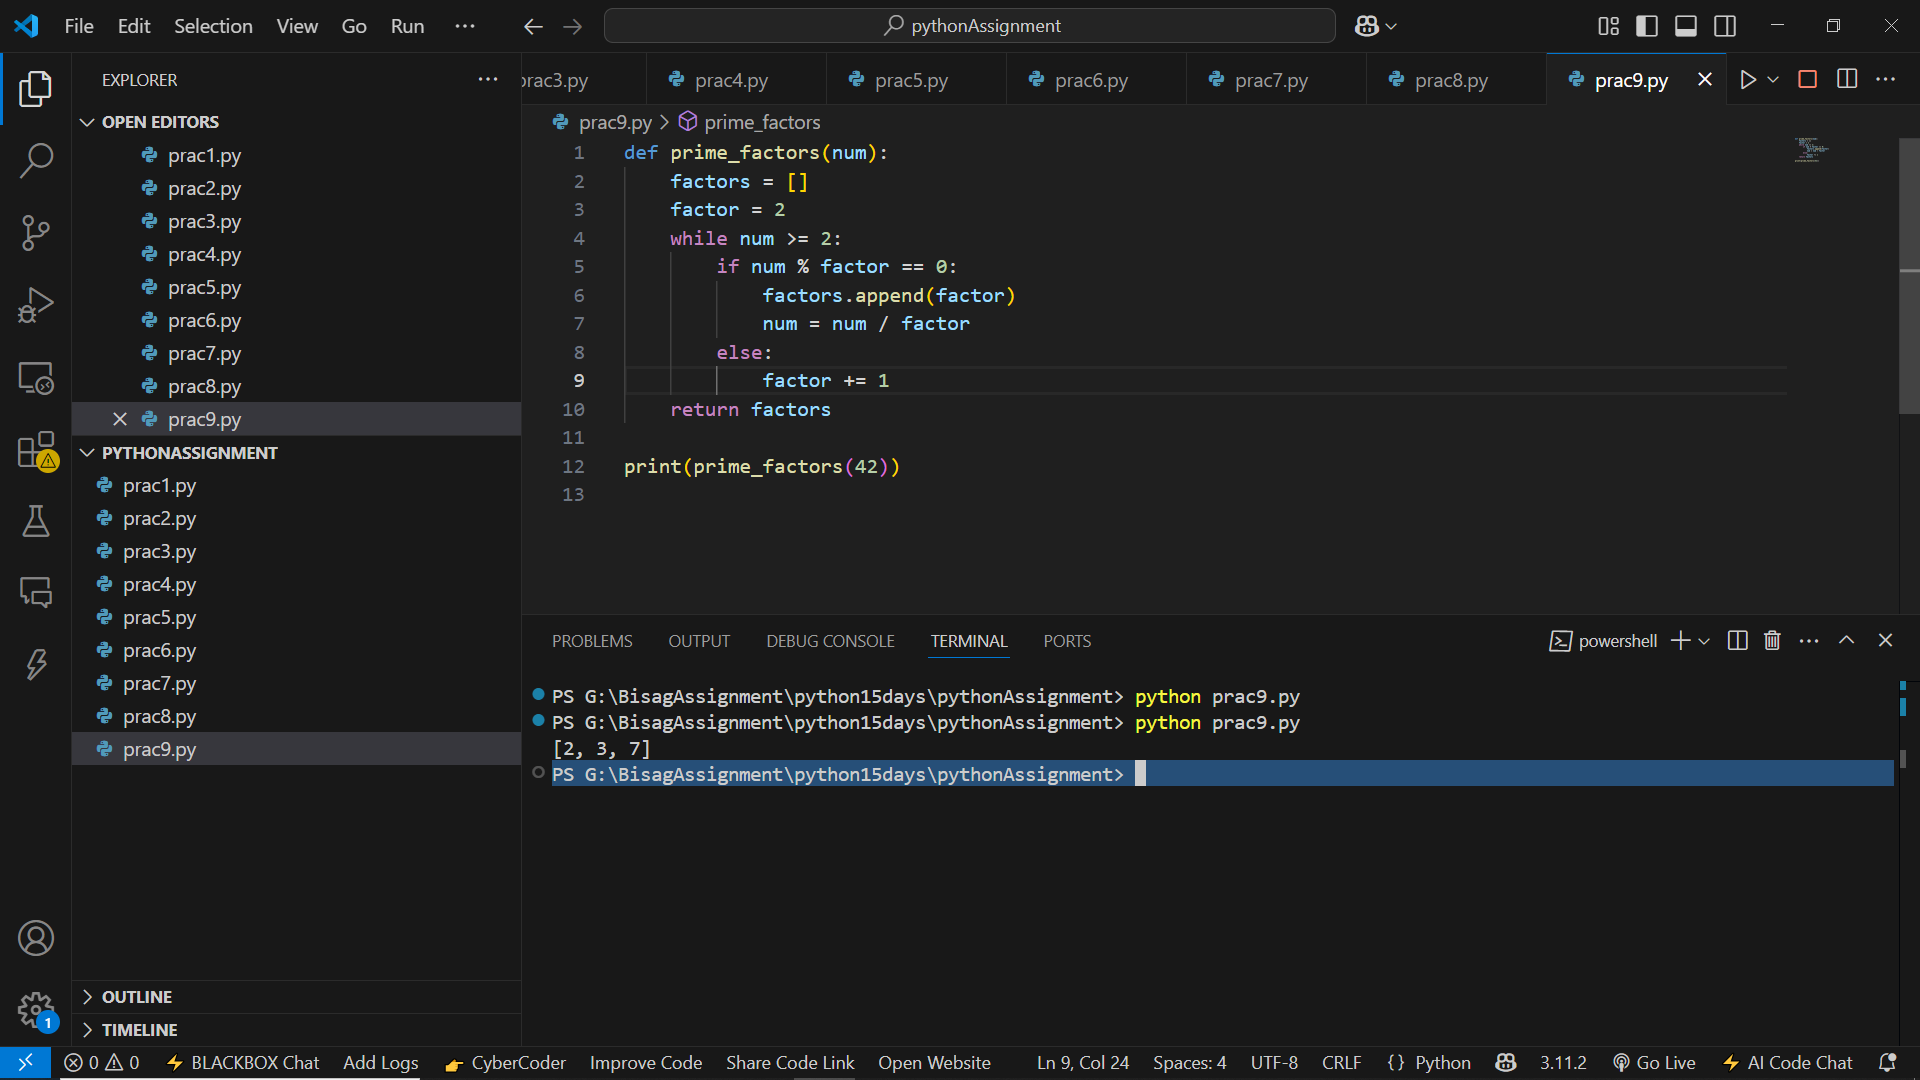 File Edit Selection View Go Run ··· pythonAssignment
EXPLORER ···
OPEN EDITORS
prac1.py
prac2.py
prac3.py
prac4.py
prac5.py
prac6.py
prac7.py
prac8.py
prac9.py
PYTHONASSIGNMENT
prac1.py
prac2.py
prac3.py
prac4.py
prac5.py
prac6.py
prac7.py
prac8.py
prac9.py
OUTLINE
TIMELINE
prac3.py prac4.py prac5.py prac6.py prac7.py prac8.py prac9.py
prac9.py > prime_factors
1 def prime_factors(num):
2     factors = []
3     factor = 2
4     while num >= 2:
5         if num % factor == 0:
6             factors.append(factor)
7             num = num / factor
8         else:
9             factor += 1
10     return factors
11
12 print(prime_factors(42))
13
PROBLEMS OUTPUT DEBUG CONSOLE TERMINAL PORTS powershell
PS G:\BisagAssignment\python15days\pythonAssignment> python prac9.py
PS G:\BisagAssignment\python15days\pythonAssignment> python prac9.py
[2, 3, 7]
PS G:\BisagAssignment\python15days\pythonAssignment>
1
0 0 BLACKBOX Chat Add Logs CyberCoder Improve Code Share Code Link Open Website Ln 9, Col 24 Spaces: 4 UTF-8 CRLF {} Python 3.11.2 Go Live AI Code Chat